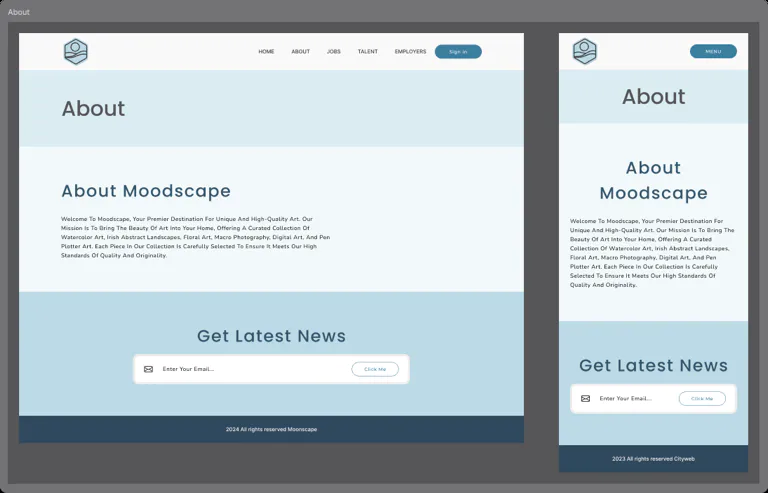 About
HOME ABOUT JOBS TALENT EMPLOYERS Sign in
About
About Moodscape
Welcome To Moodscape, Your Premier Destination For Unique And High-Quality Art. Our
Mission Is To Bring The Beauty Of Art Into Your Home, Offering A Curated Collection Of
Watercolor Art, Irish Abstract Landscapes, Floral Art, Macro Photography, Digital Art, And Pen
Plotter Art. Each Piece In Our Collection Is Carefully Selected To Ensure It Meets Our High
Standards Of Quality And Originality.
Get Latest News
Enter Your Email... Click Me
2024 All rights reserved Moonscape
MENU
About
About
Moodscape
Welcome To Moodscape, Your Premier Destination For
Unique And High-Quality Art. Our Mission Is To Bring The
Beauty Of Art Into Your Home, Offering A Curated
Collection Of Watercolor Art, Irish Abstract Landscapes,
Floral Art, Macro Photography, Digital Art, And Pen
Plotter Art. Each Piece In Our Collection Is Carefully
Selected To Ensure It Meets Our High Standards Of
Quality And Originality.
Get Latest News
Enter Your Email... Click Me
2023 All rights reserved Cityweb